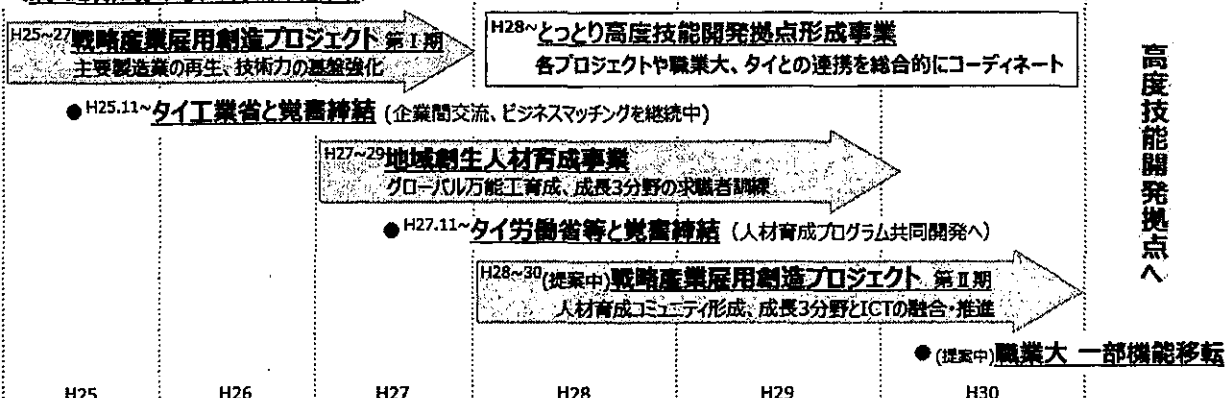 H25~27戦略産業雇用創造プロジェクト 第Ⅰ期
主要製造業の再生、技術力の基盤強化
H28~とっとり高度技能開発拠点形成事業
各プロジェクトや職業大、タイとの連携を総合的にコーディネート
●H25.11~タイ工業省と覚書締結 (企業間交流、ビジネスマッチングを継続中)
H27~29地域創生人材育成事業
グローバル万能工育成、成長3分野の求職者訓練
●H27.11~タイ労働省等と覚書締結 (人材育成プログラム共同開発へ)
H28~30(提案中)戦略産業雇用創造プロジェクト 第Ⅱ期
人材育成コミュニティ形成、成長3分野とICTの融合・推進
●(提案中)職業大 一部機能移転
高度技能開発拠点へ
H25 H26 H27 H28 H29 H30